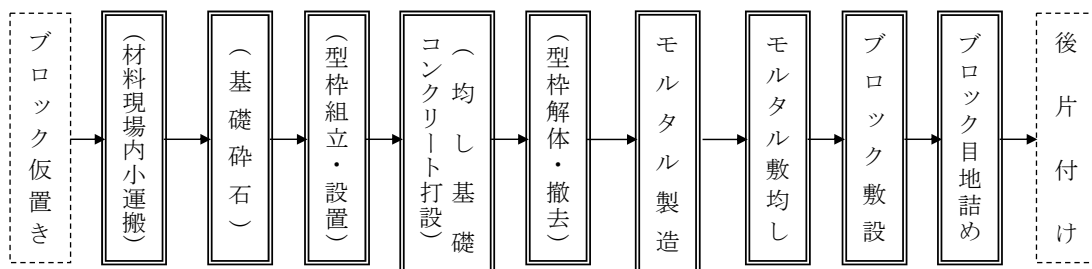 ブロック仮置き
(材料現場内小運搬)
(基礎砕石)
(型枠組立・設置)
(均し基礎
コンクリート打設)
(型枠解体・撤去)
モルタル製造
モルタル敷均し
ブロック敷設
ブロック目地詰め
後片付け